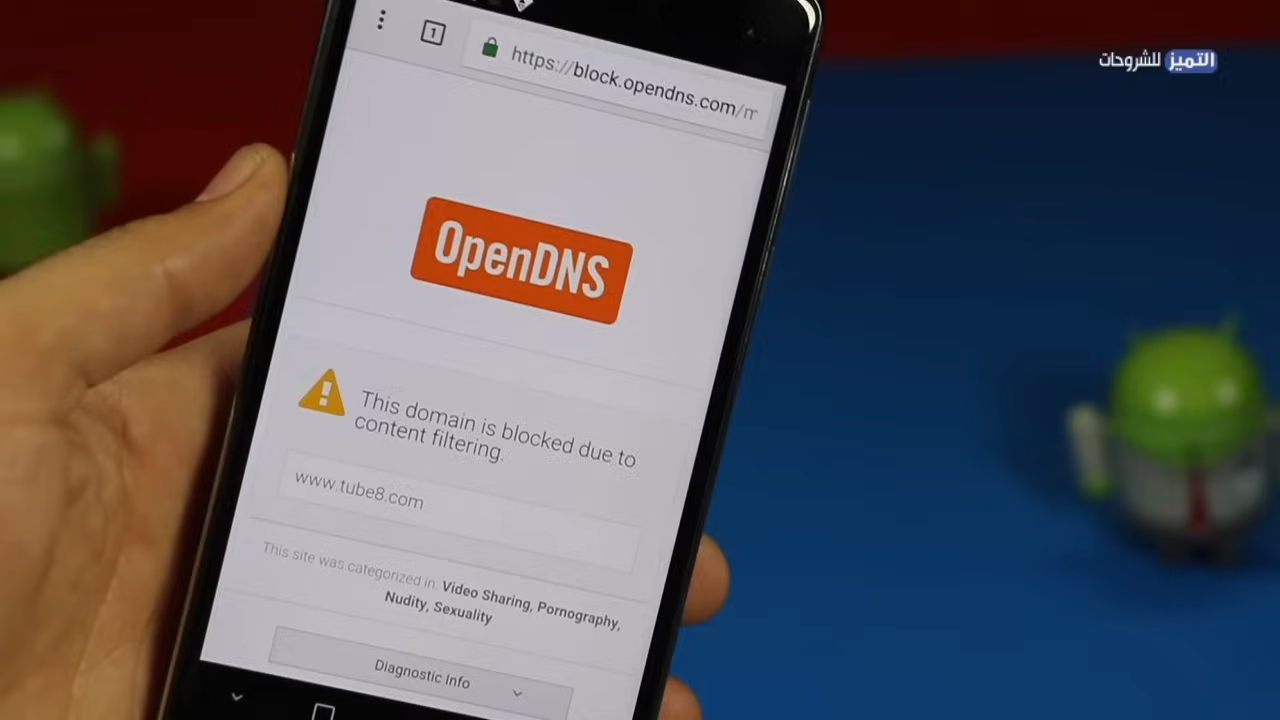 1
https://block.opendns.com/m
التميز للشروحات
OpenDNS
This domain is blocked due to
content filtering.
www.tube8.com
This site was categorized in: Video Sharing, Pornography,
Nudity, Sexuality
Diagnostic Info